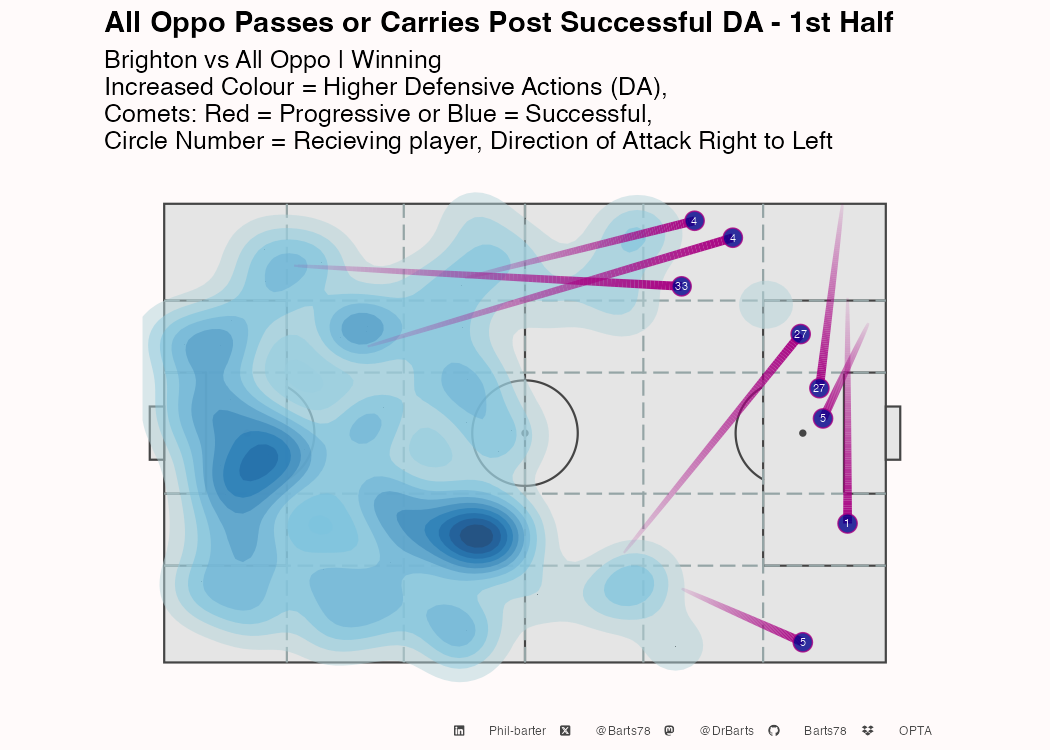 All Oppo Passes or Carries Post Successful DA - 1st Half
Brighton vs All Oppo | Winning
Increased Colour = Higher Defensive Actions (DA),
Comets: Red = Progressive or Blue = Successful,
Circle Number = Recieving player, Direction of Attack Right to Left
4
4
33
27
27
5
1
5
Phil-barter @Barts78 @DrBarts Barts78 OPTA